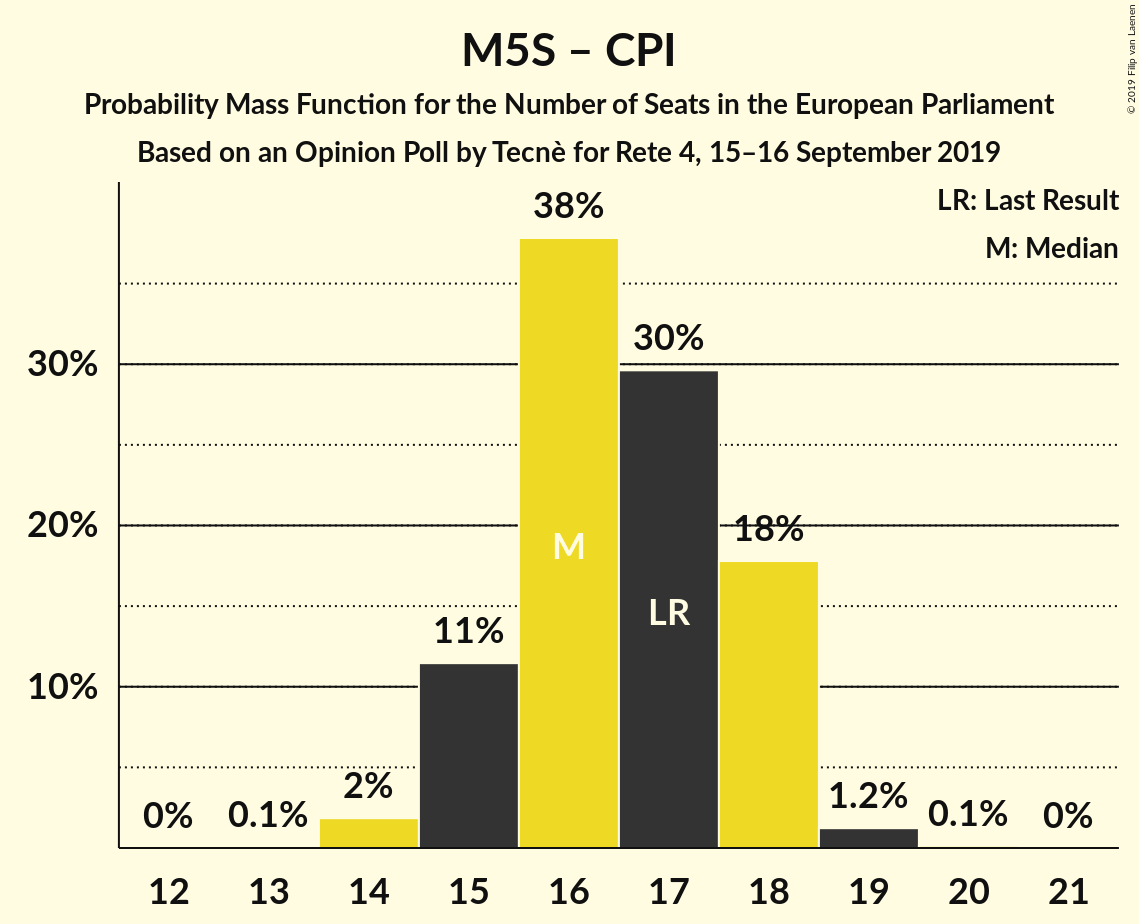 M5S – CPI
Probability Mass Function for the Number of Seats in the European Parliament
Based on an Opinion Poll by Tecnè for Rete 4, 15–16 September 2019
© 2019 Filip van Laenen
LR: Last Result
M: Median
38%
30%
30%
20%
18%
M
LR
11%
10%
2%
1.2%
0%
0.1%
0.1%
0%
12 13 14 15 16 17 18 19 20 21